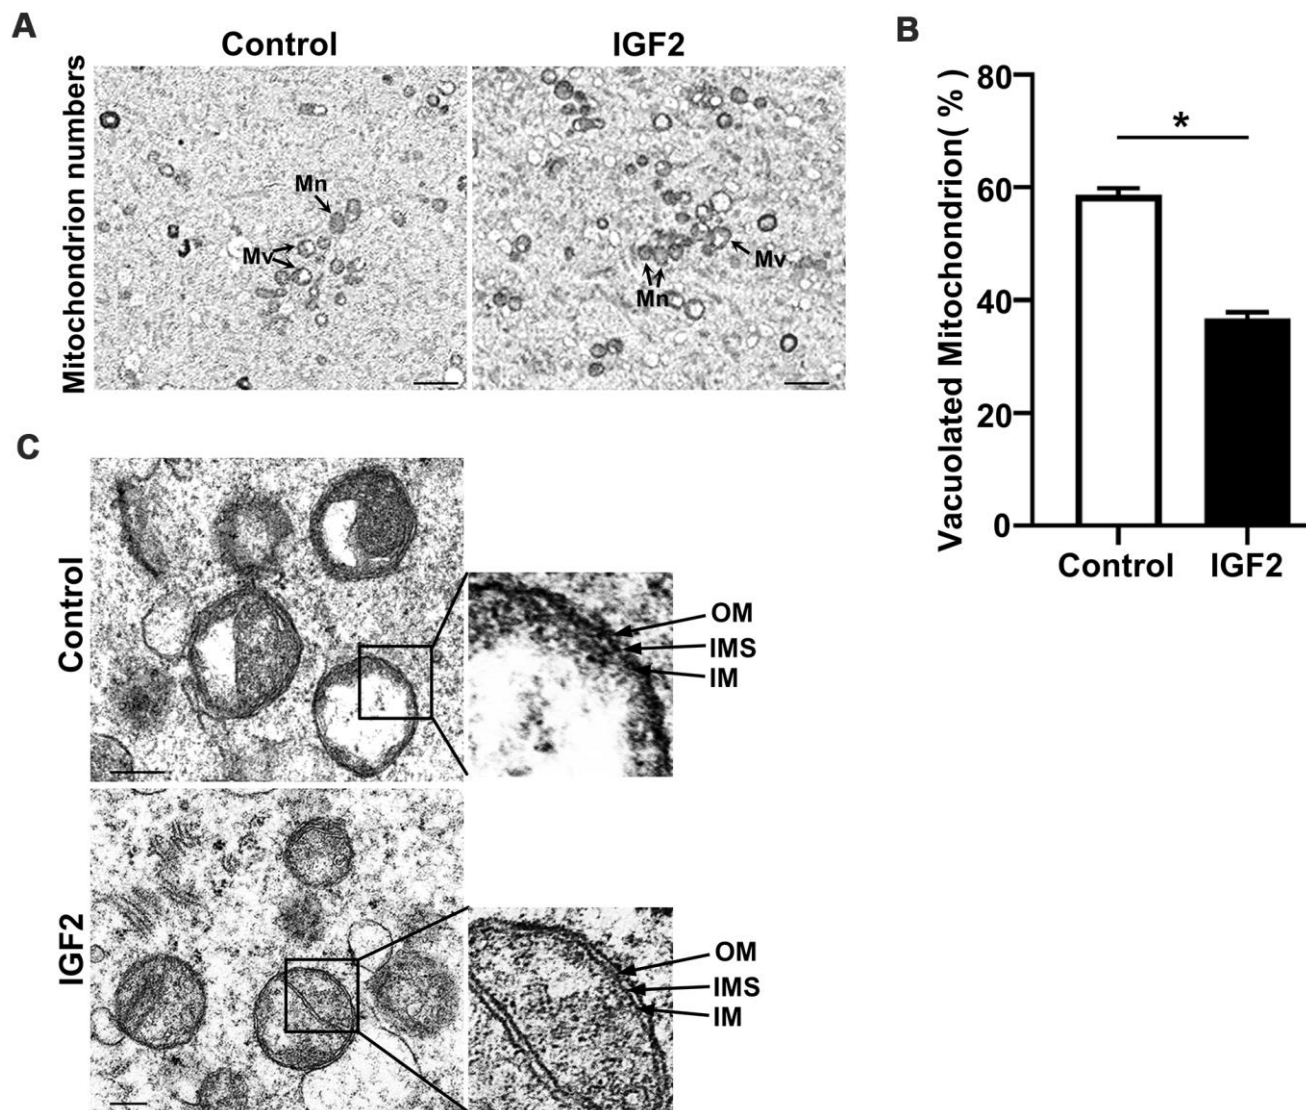 A
Control
IGF2
Mitochondrion numbers
Mn
Mv
Mv
Mn
B
Vacuolated Mitochondrion( % )
80
60
40
20
0
*
Control
IGF2
C
Control
OM
IMS
IM
IGF2
OM
IMS
IM